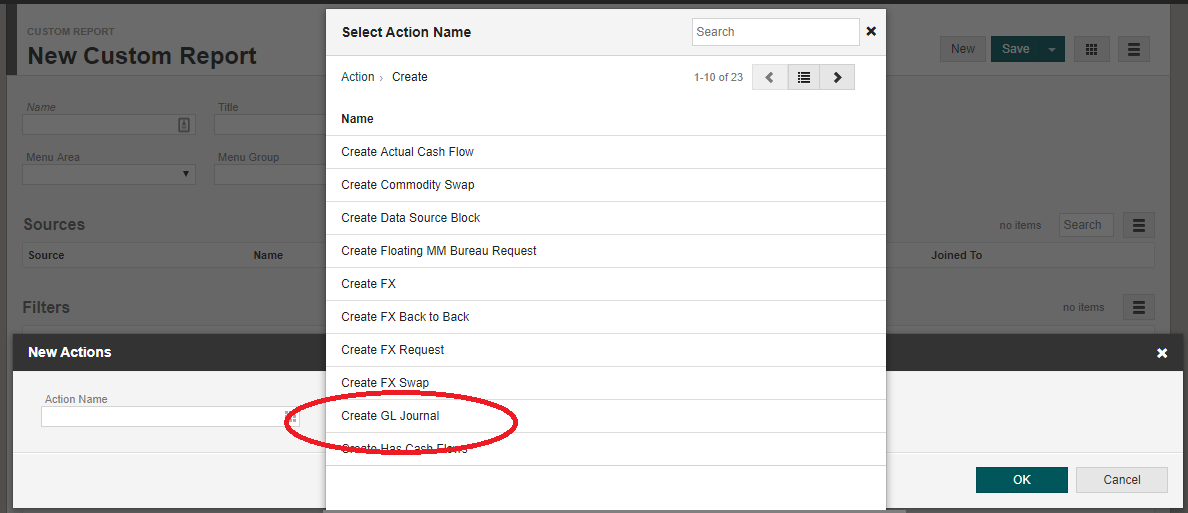 CUSTOM REPORT
New Custom Report
New
Save
Name
Title
Menu Area
Menu Group
Sources
no items
Search
Source
Name
Joined To
Filters
no items
Select Action Name
Search
Action › Create
1-10 of 23
Name
Create Actual Cash Flow
Create Commodity Swap
Create Data Source Block
Create Floating MM Bureau Request
Create FX
Create FX Back to Back
Create FX Request
Create FX Swap
Create GL Journal
Create Has Cash Flows
New Actions
Action Name
OK
Cancel